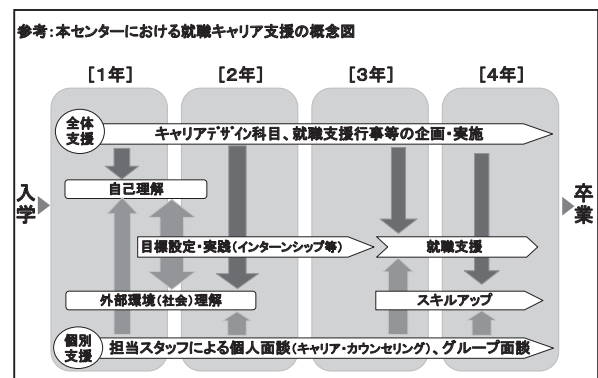 参考:本センターにおける就職キャリア支援の概念図
[1年] [2年] [3年] [4年]
全体
支援
キャリアデザイン科目、就職支援行事等の企画・実施
自己理解
入学
卒業
目標設定・実践(インターンシップ等)
就職支援
外部環境(社会)理解
スキルアップ
個別
支援
担当スタッフによる個人面談(キャリア・カウンセリング)、グループ面談